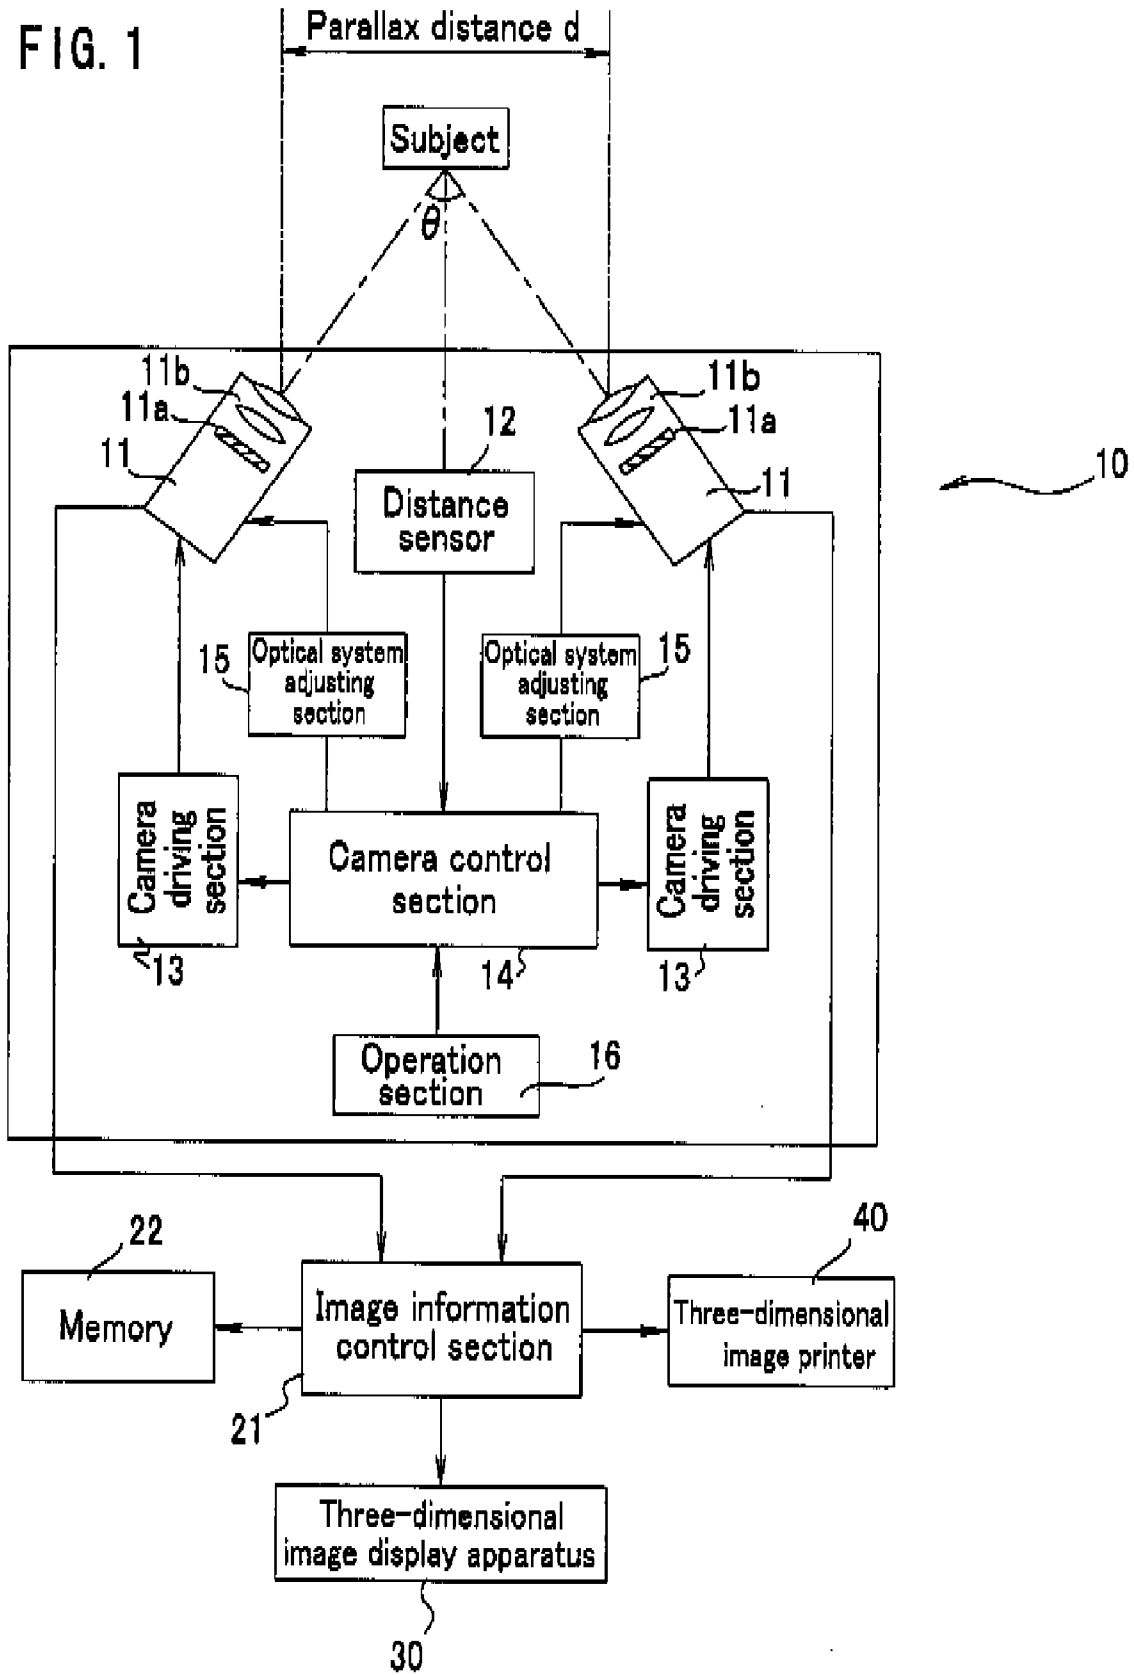 FIG. 1
Parallax distance d
Subject
θ
11b
11a
11
12
11b
11a
11
10
Distance
sensor
15
Optical system
adjusting
section
Optical system
adjusting
section
15
Camera
driving
section
13
Camera control
section
14
Camera
driving
section
13
Operation
section
16
22
Memory
Image information
control section
21
40
Three-dimensional
image printer
Three-dimensional
image display apparatus
30